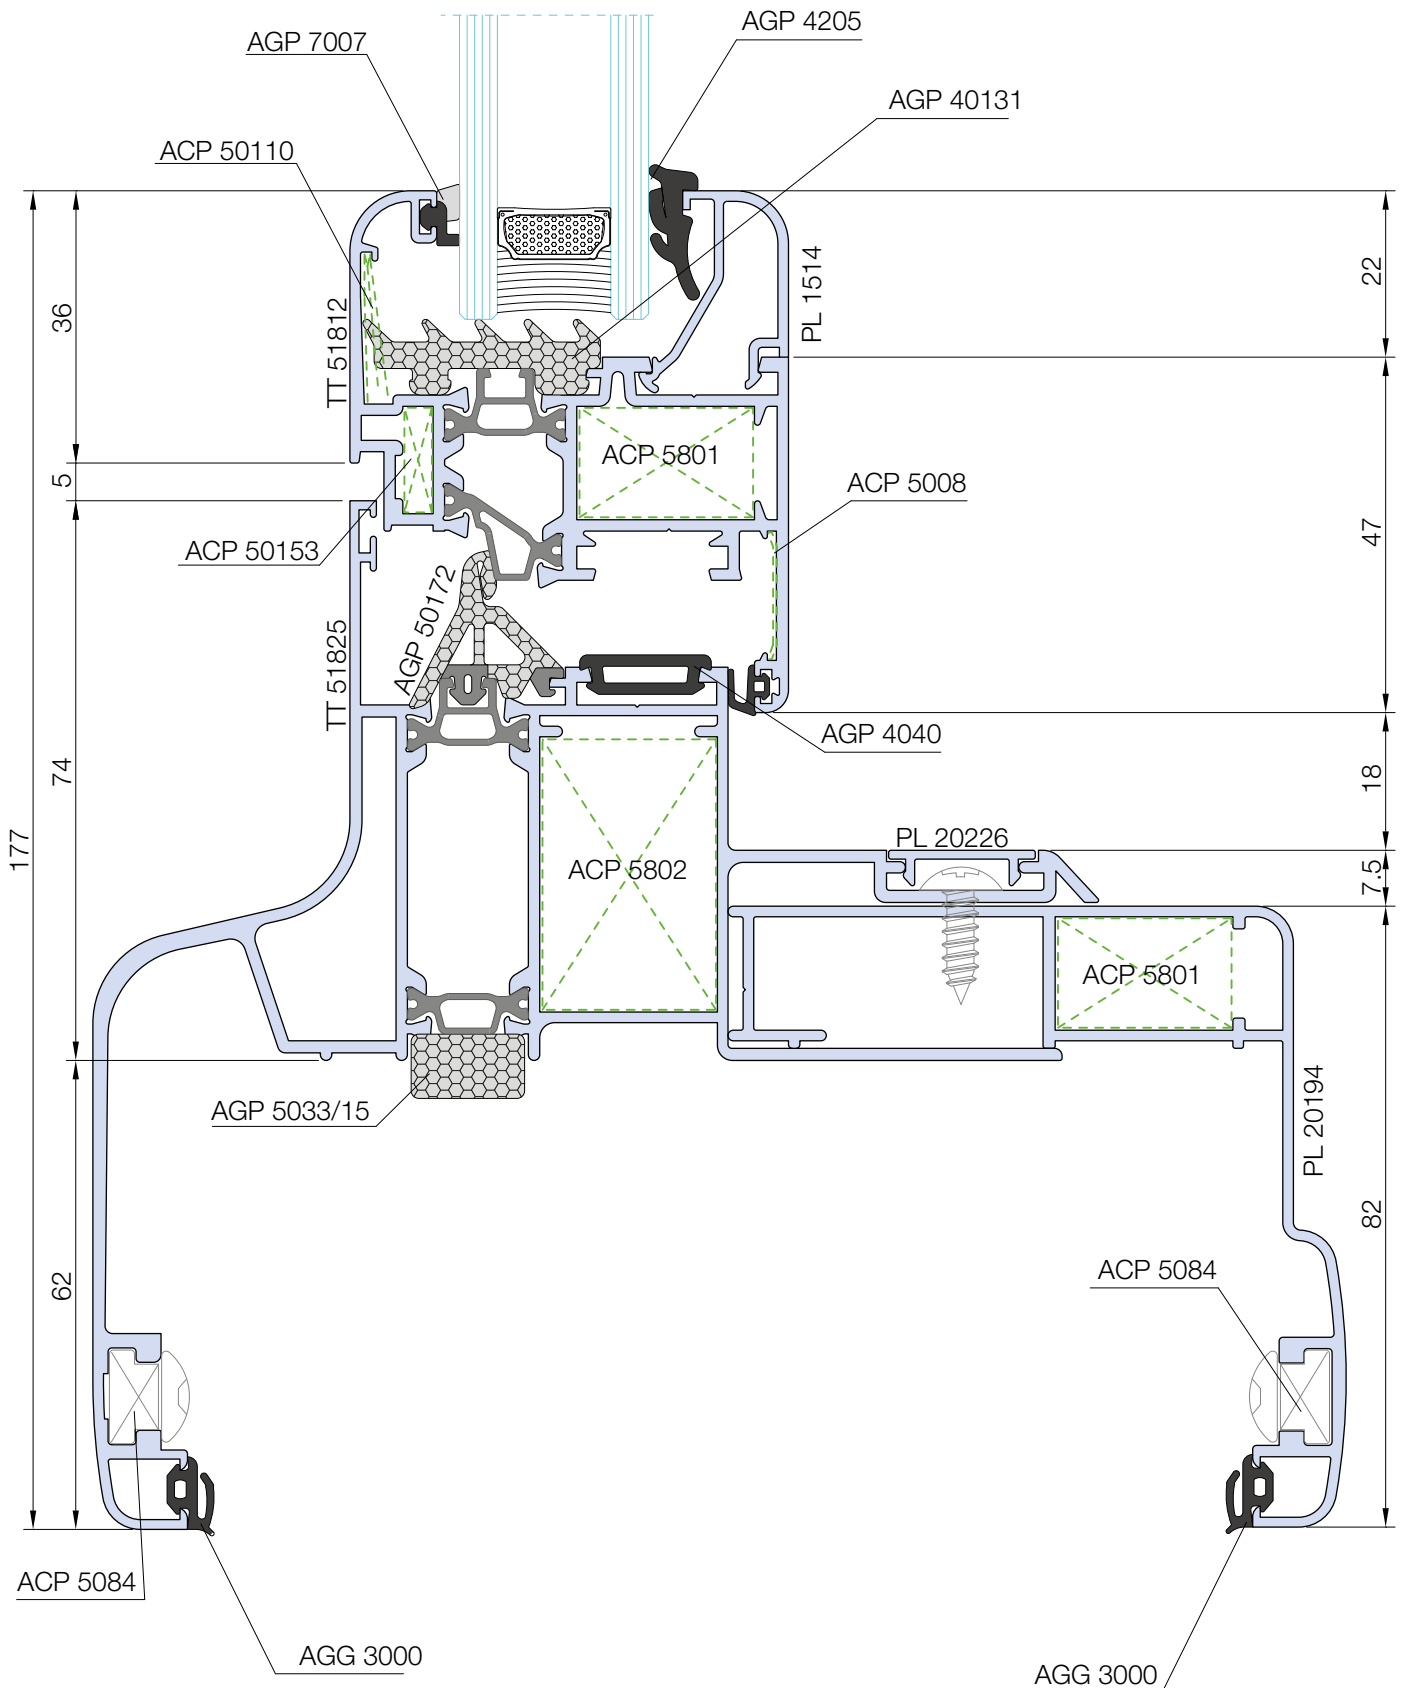 AGP 4205
AGP 7007
AGP 40131
ACP 50110
22
PL 1514
36
TT 51812
ACP 5801
5
ACP 5008
47
ACP 50153
AGP 50172
TT 51825
AGP 4040
74
18
177
PL 20226
7.5
ACP 5802
ACP 5801
AGP 5033/15
PL 20194
82
62
ACP 5084
ACP 5084
AGG 3000
AGG 3000